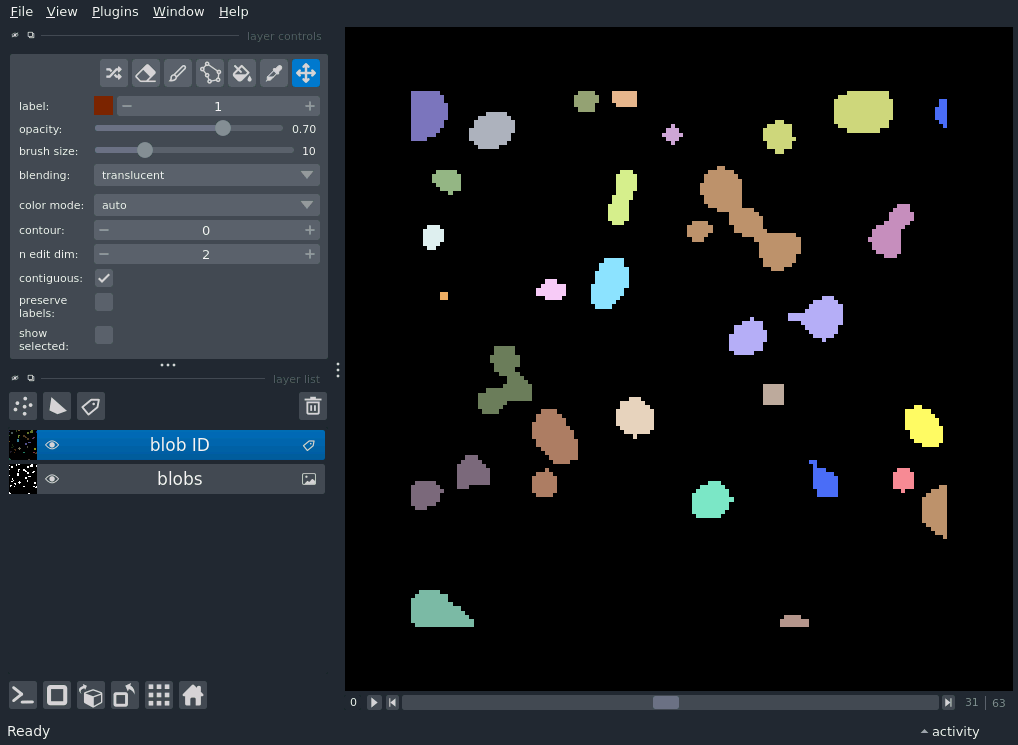 File View Plugins Window Help
layer controls
label: 1
opacity: 0.70
brush size: 10
blending: translucent
color mode: auto
contour: 0
n edit dim: 2
contiguous:
preserve
labels:
show
selected:
layer list
blob ID
blobs
0 31 | 63
Ready activity